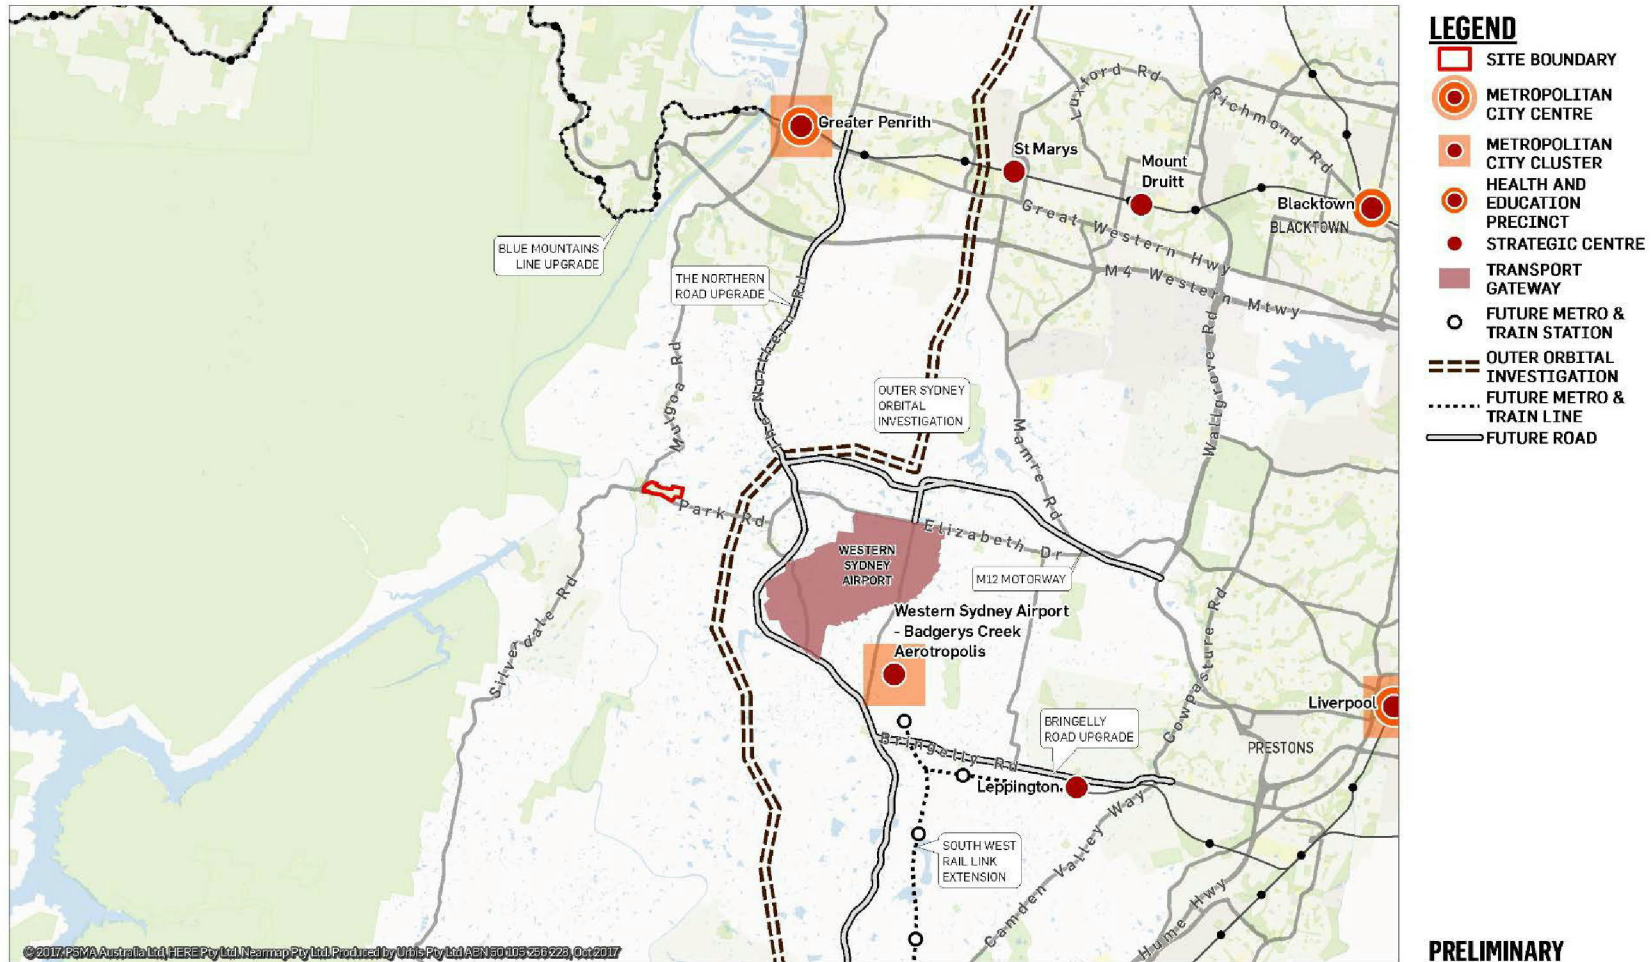 Greater Penrith
St Marys
Mount
Druitt
Luxford Rd
Richmond Rd
Blacktown
BLACKTOWN
Great Western Hwy
M4 Western Mtwy
BLUE MOUNTAINS
LINE UPGRADE
THE NORTHERN
ROAD UPGRADE
The Northern Rd
Mulgoa Rd
OUTER SYDNEY
ORBITAL
INVESTIGATION
Mamre Rd
Wallgrove Rd
Park Rd
Elizabeth Dr
WESTERN
SYDNEY
AIRPORT
M12 MOTORWAY
Silverdale Rd
Western Sydney Airport
- Badgerys Creek
Aerotropolis
Cowpasture Rd
Liverpool
BRINGELLY
ROAD UPGRADE
PRESTONS
Bringelly Rd
Leppington
SOUTH WEST
RAIL LINK
EXTENSION
Camden Valley Way
Hume Hwy
© 2017. PSMA Australia Ltd, HERE Pty Ltd. Nearmap Pty Ltd. Produced by Urbis Pty Ltd ABN 50 105 256 228, Oct 2017
LEGEND
SITE BOUNDARY
METROPOLITAN
CITY CENTRE
METROPOLITAN
CITY CLUSTER
HEALTH AND
EDUCATION
PRECINCT
STRATEGIC CENTRE
TRANSPORT
GATEWAY
FUTURE METRO &
TRAIN STATION
OUTER ORBITAL
INVESTIGATION
FUTURE METRO &
TRAIN LINE
FUTURE ROAD
PRELIMINARY